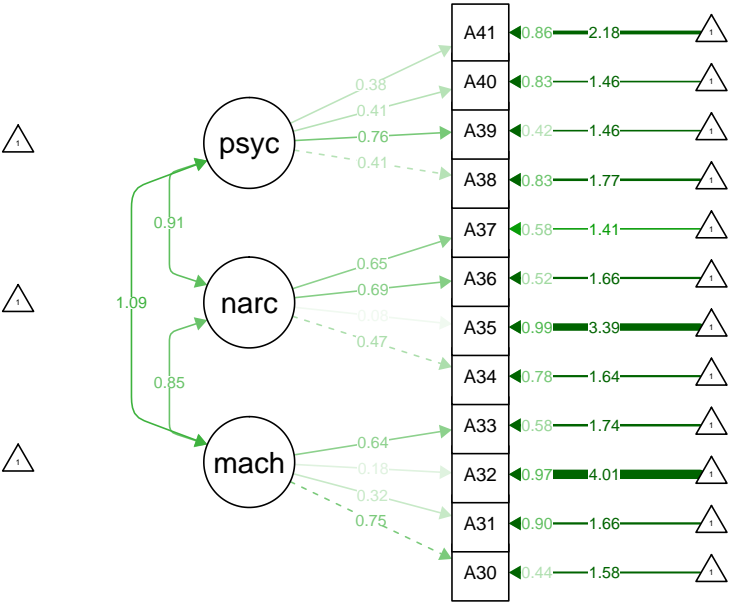 A41 0.86 2.18 1
0.38
A40 0.83 1.46 1
0.41
A39 0.42 1.46 1
0.76
1 psyc
0.41
A38 0.83 1.77 1
0.91
A37 0.58 1.41 1
0.65
A36 0.52 1.66 1
0.69
1 1.09 narc
0.08
A35 0.99 3.39 1
0.47
A34 0.78 1.64 1
0.85
A33 0.58 1.74 1
0.64
1 mach
0.18
A32 0.97 4.01 1
0.32
A31 0.90 1.66 1
0.75
A30 0.44 1.58 1